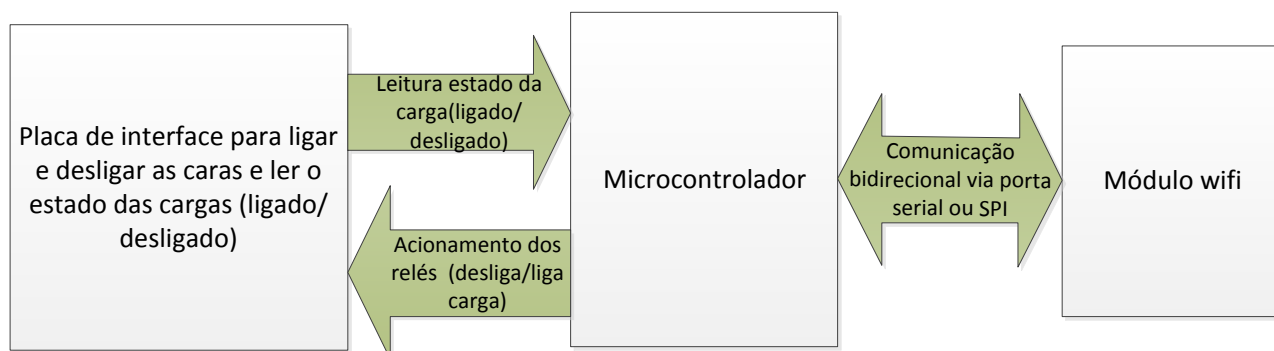 Placa de interface para ligar
e desligar as caras e ler o
estado das cargas (ligado/
desligado)
Leitura estado da
carga(ligado/
desligado)
Acionamento dos
relés  (desliga/liga
carga)
Microcontrolador
Comunicação
bidirecional via porta
serial ou SPI
Módulo wifi